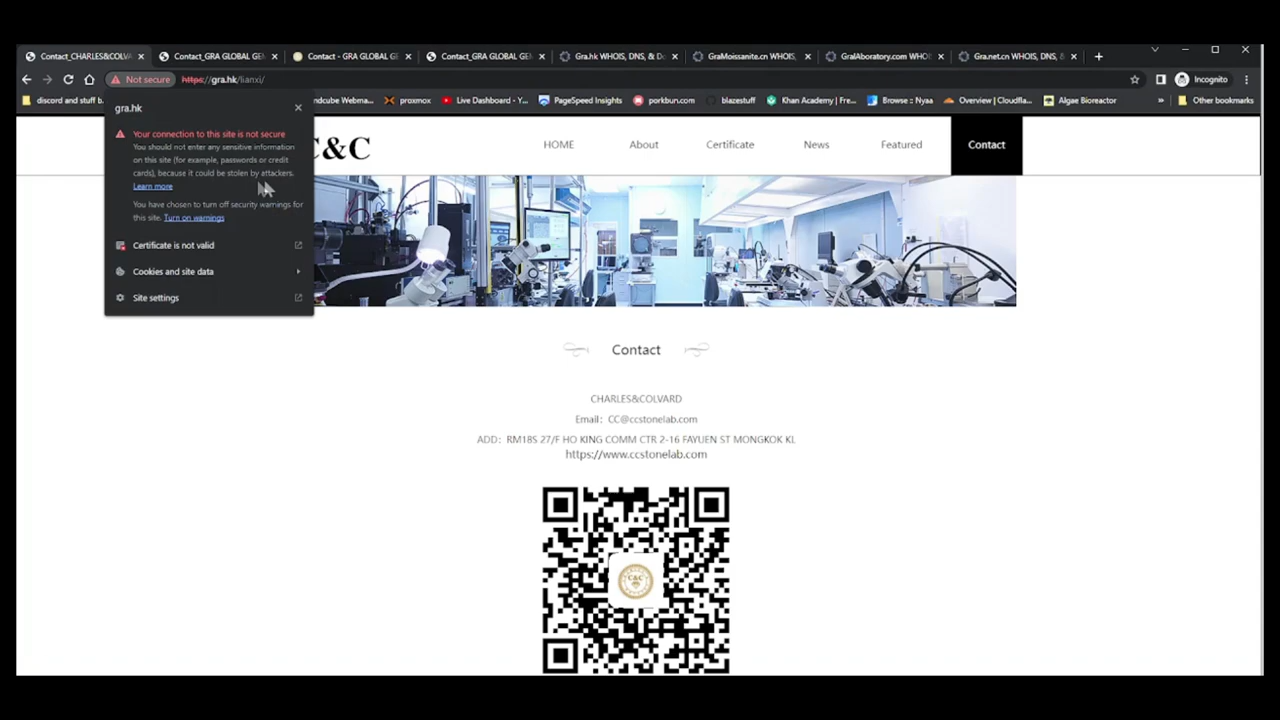 Contact_CHARLES&COLVA
Contact_GRA GLOBAL GE
Contact - GRA GLOBAL GE
Contact_GRA GLOBAL GE
Gra.hk WHOIS, DNS, & Do
GraMoissanite.cn WHOIS,
GralAboratory.com WHOIS
Gra.net.cn WHOIS, DNS, &
Not secure
https://gra.hk/lianxi/
Incognito
discord and stuff b...
ndcube Webma...
proxmox
Live Dashboard - Y...
PageSpeed Insights
porkbun.com
blazestuff
Khan Academy | Fre...
Browse :: Nyaa
Overview | Cloudfla...
Algae Bioreactor
»
Other bookmarks
gra.hk
Your connection to this site is not secure
You should not enter any sensitive information
on this site (for example, passwords or credit
cards), because it could be stolen by attackers.
Learn more
You have chosen to turn off security warnings for
this site. Turn on warnings
Certificate is not valid
Cookies and site data
Site settings
C&C
HOME
About
Certificate
News
Featured
Contact
Contact
CHARLES&COLVARD
Email: CC@ccstonelab.com
ADD: RM18S 27/F HO KING COMM CTR 2-16 FAYUEN ST MONGKOK KL
https://www.ccstonelab.com
C&C